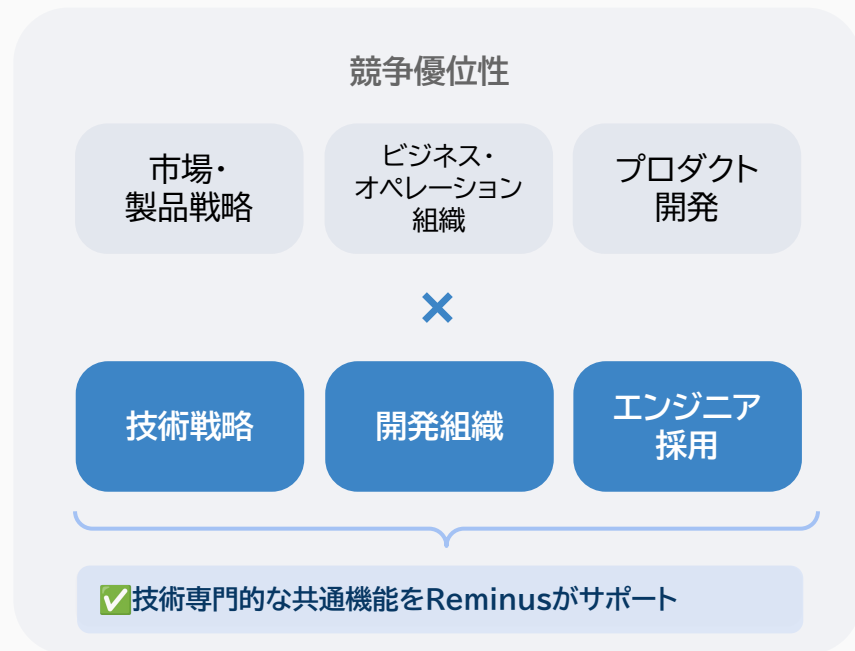 競争優位性
市場・
製品戦略
ビジネス・
オペレーション
組織
プロダクト
開発
×
技術戦略
開発組織
エンジニア
採用
✅技術専門的な共通機能をReminusがサポート